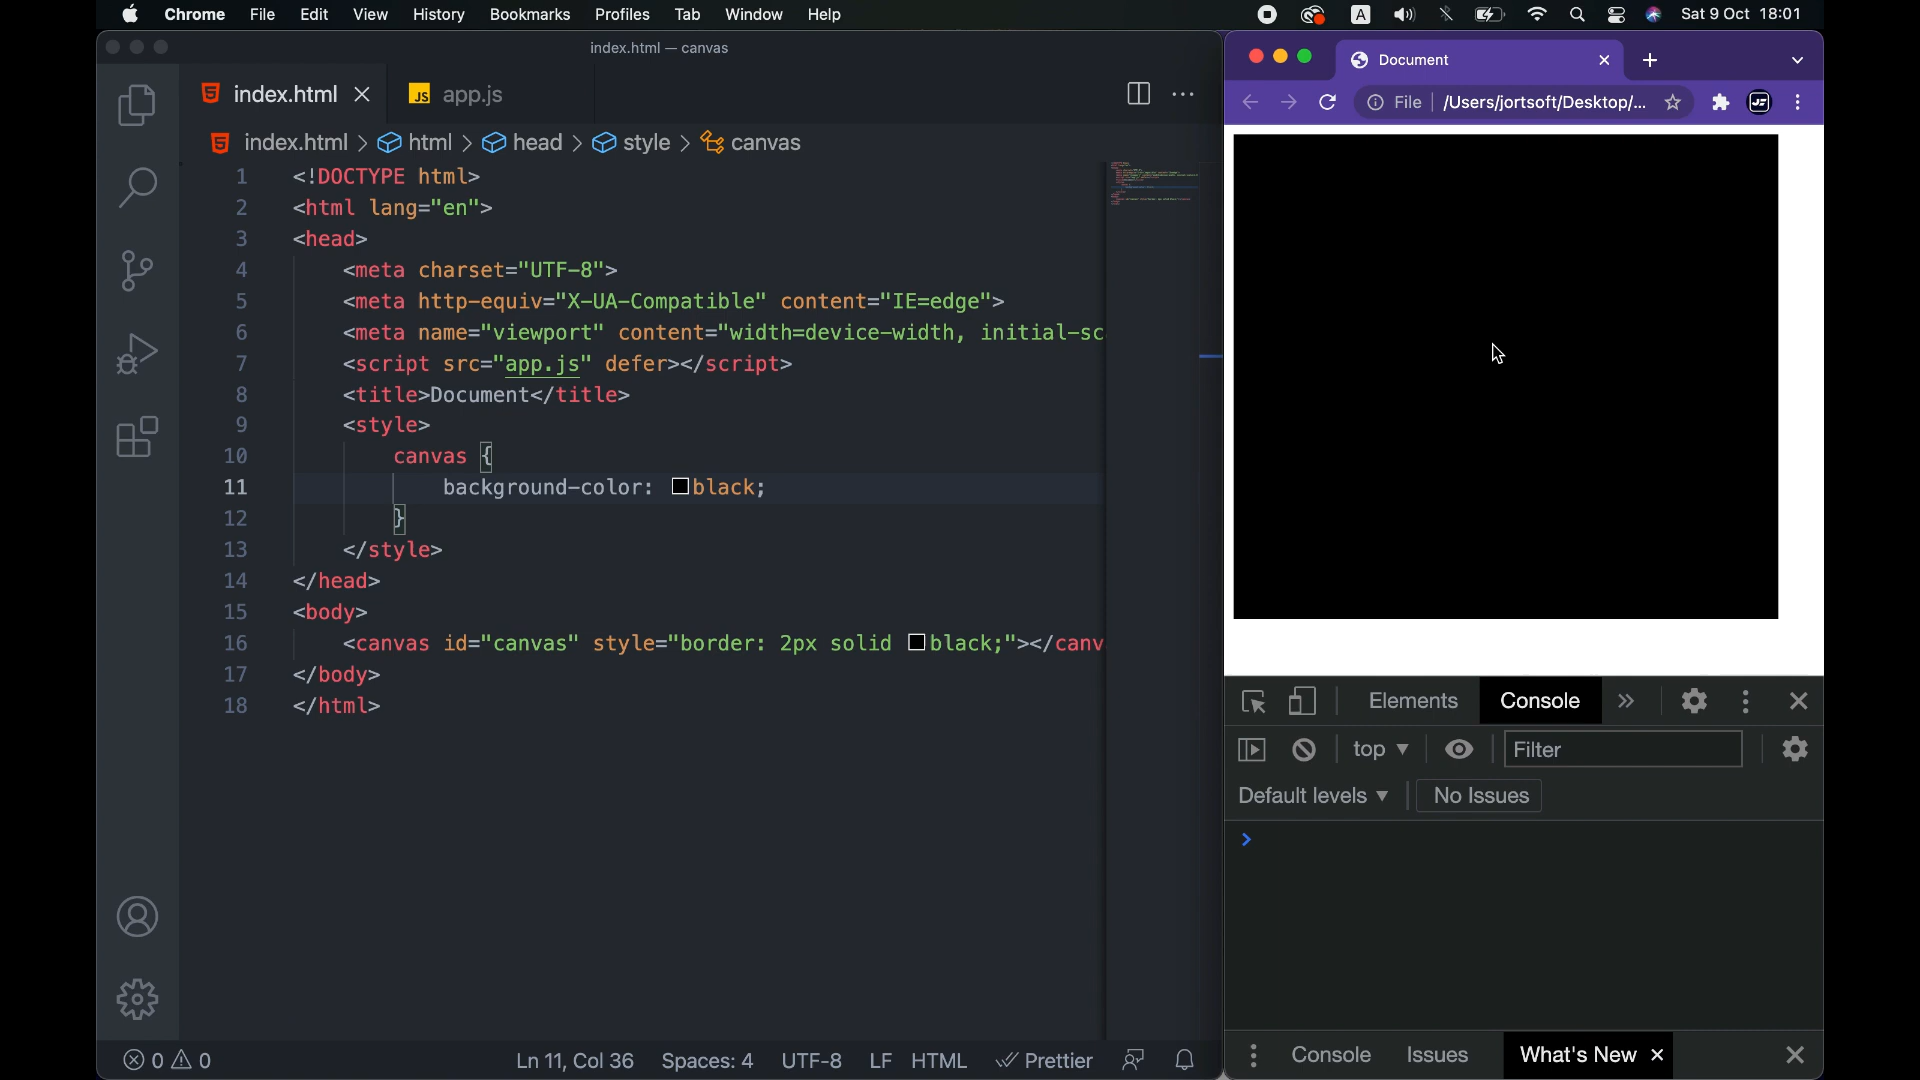 Chrome File Edit View History Bookmarks Profiles Tab Window Help
A Sat 9 Oct 18:01
index.html — canvas
index.html JS app.js
index.html > html > head > style > canvas
1 <!DOCTYPE html>
2 <html lang="en">
3 <head>
4 <meta charset="UTF-8">
5 <meta http-equiv="X-UA-Compatible" content="IE=edge">
6 <meta name="viewport" content="width=device-width, initial-sc
7 <script src="app.js" defer></script>
8 <title>Document</title>
9 <style>
10 canvas {
11 background-color: black;
12 }
13 </style>
14 </head>
15 <body>
16 <canvas id="canvas" style="border: 2px solid black;"></canv
17 </body>
18 </html>
0 0 Ln 11, Col 36 Spaces: 4 UTF-8 LF HTML Prettier
Document
File /Users/jortsoft/Desktop/...
Elements Console
top Filter
Default levels No Issues
Console Issues What's New